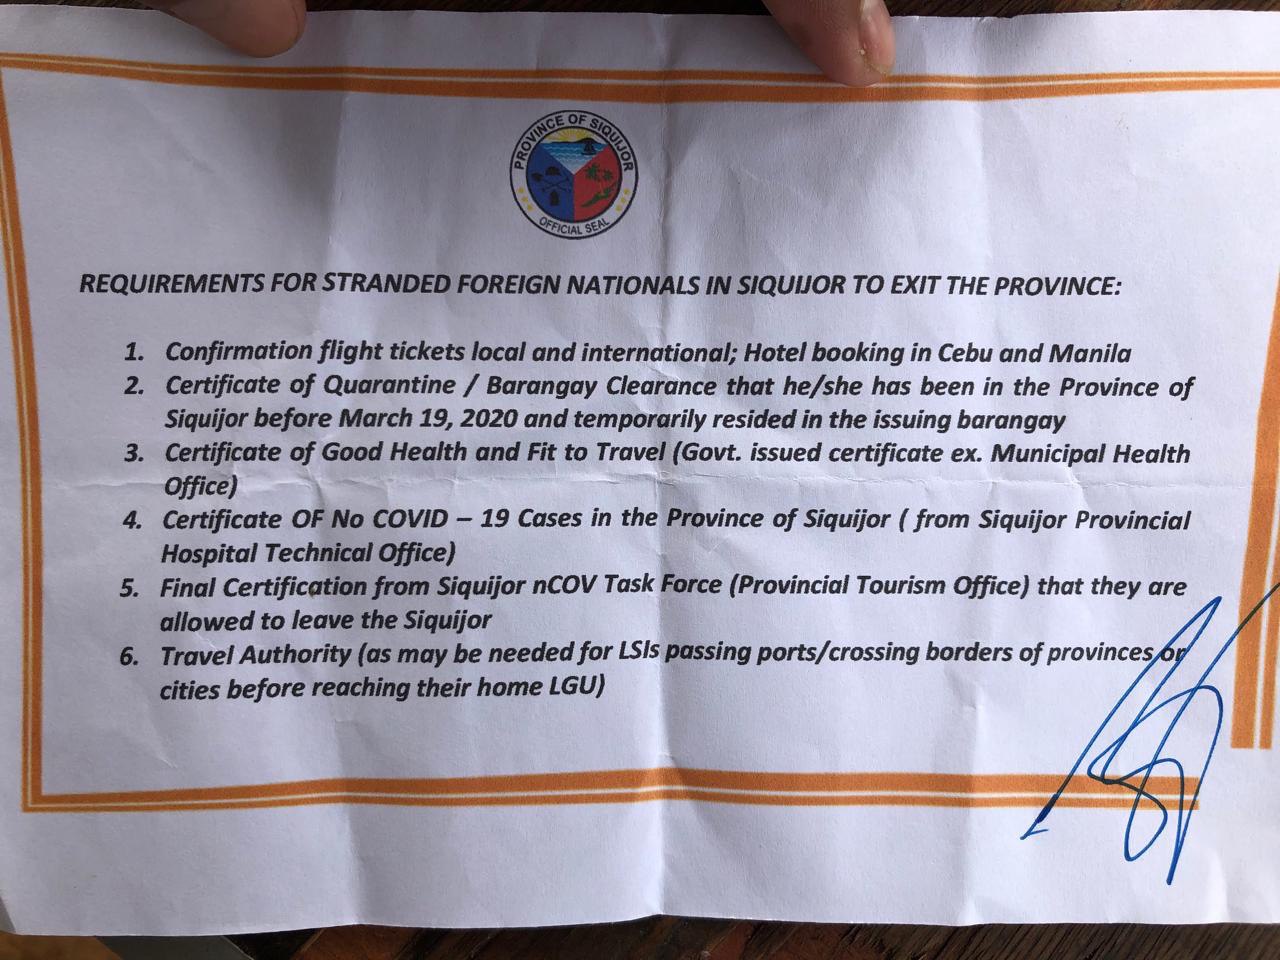 PROVINCE OF SIQUIJOR
OFFICIAL SEAL
REQUIREMENTS FOR STRANDED FOREIGN NATIONALS IN SIQUIJOR TO EXIT THE PROVINCE:
1. Confirmation flight tickets local and international; Hotel booking in Cebu and Manila
2. Certificate of Quarantine / Barangay Clearance that he/she has been in the Province of
Siquijor before March 19, 2020 and temporarily resided in the issuing barangay
3. Certificate of Good Health and Fit to Travel (Govt. issued certificate ex. Municipal Health
Office)
4. Certificate OF No COVID – 19 Cases in the Province of Siquijor ( from Siquijor Provincial
Hospital Technical Office)
5. Final Certification from Siquijor nCOV Task Force (Provincial Tourism Office) that they are
allowed to leave the Siquijor
6. Travel Authority (as may be needed for LSIs passing ports/crossing borders of provinces or
cities before reaching their home LGU)